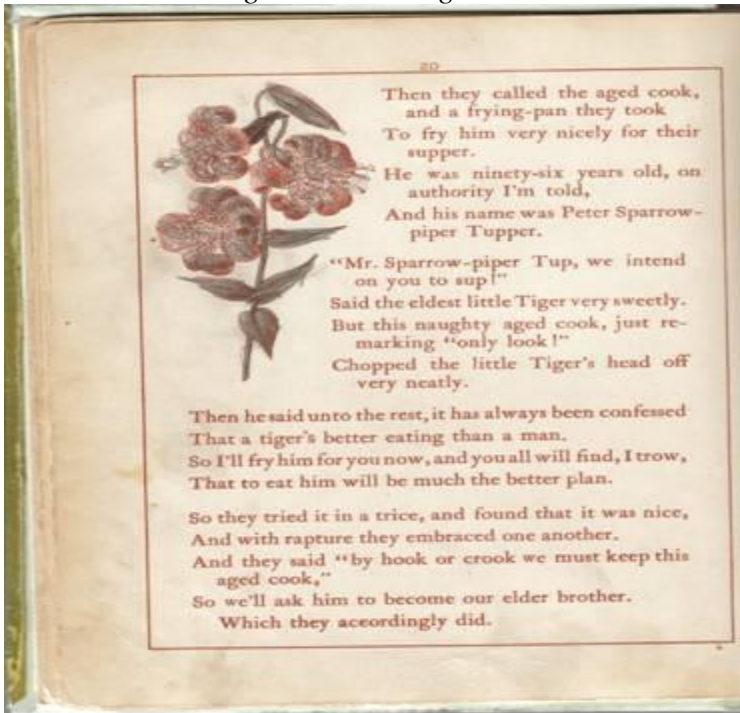 20
Then they called the aged cook,
and a frying-pan they took
To fry him very nicely for their
supper.
He was ninety-six years old, on
authority I'm told,
And his name was Peter Sparrow-
piper Tupper.
"Mr. Sparrow-piper Tup, we intend
on you to sup!"
Said the eldest little Tiger very sweetly.
But this naughty aged cook, just re-
marking "only look!"
Chopped the little Tiger's head off
very neatly.
Then he said unto the rest, it has always been confessed
That a tiger's better eating than a man.
So I'll fry him for you now, and you all will find, I trow,
That to eat him will be much the better plan.
So they tried it in a trice, and found that it was nice,
And with rapture they embraced one another.
And they said "by hook or crook we must keep this
aged cook,"
So we'll ask him to become our elder brother.
Which they accordingly did.